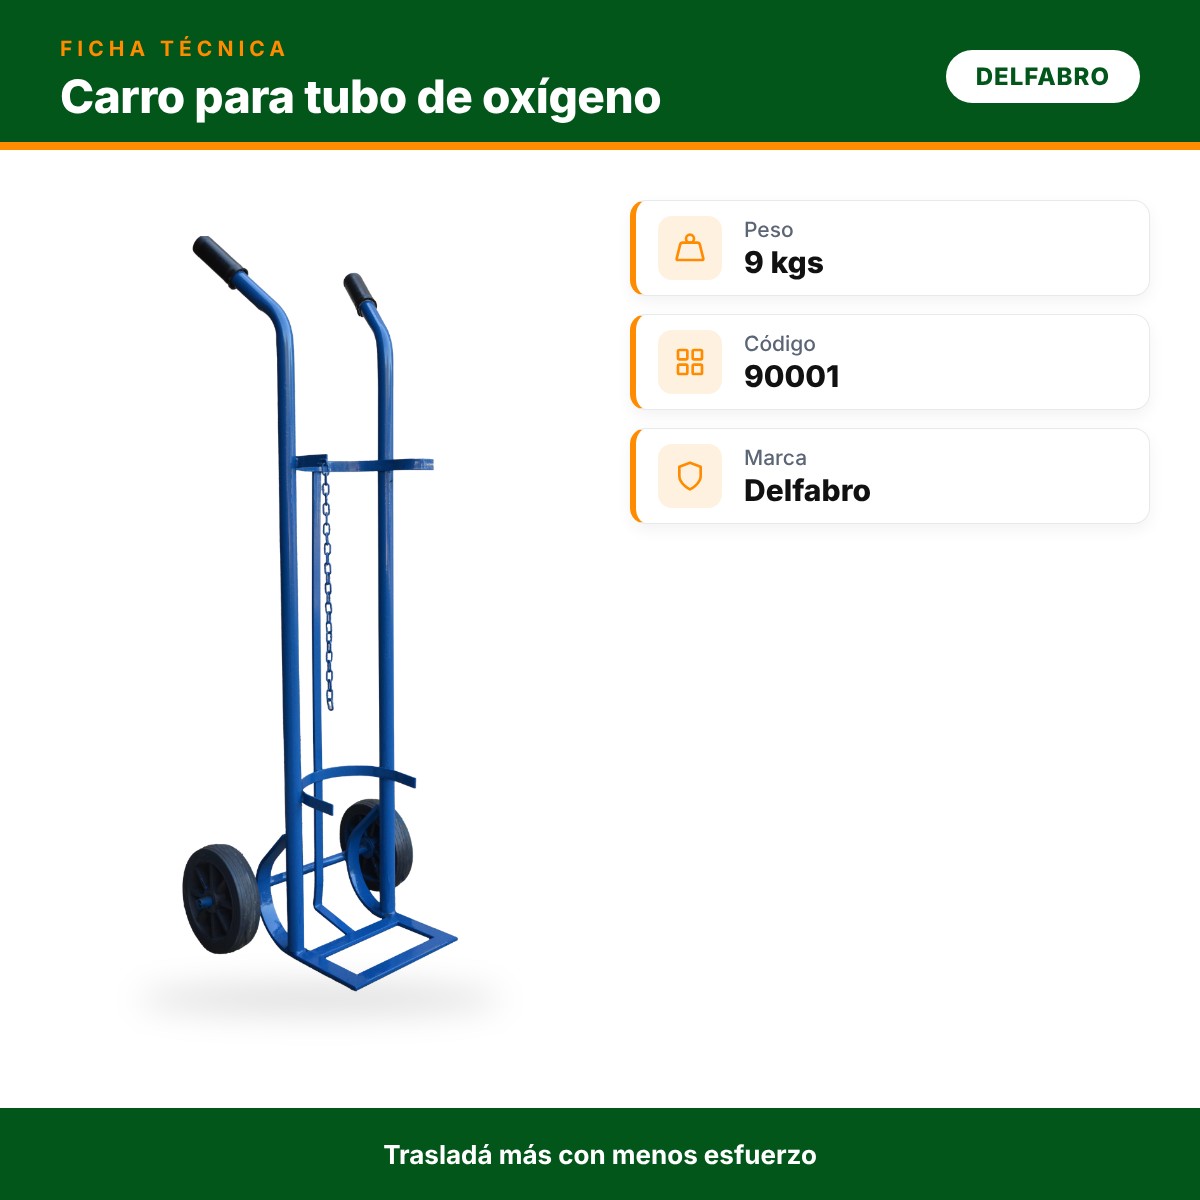 FICHA TÉCNICA
Carro para tubo de oxígeno
DELFABRO
Peso
9 kgs
Código
90001
Marca
Delfabro
Trasladá más con menos esfuerzo